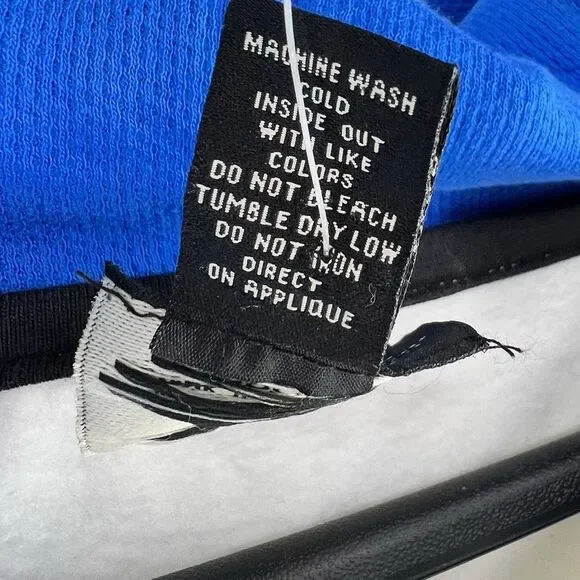 MACHINE WASH
COLD
INSIDE OUT
WITH LIKE
COLORS
DO NOT BLEACH
TUMBLE DRY LOW
DO NOT IRON
DIRECT
ON APPLIQUE